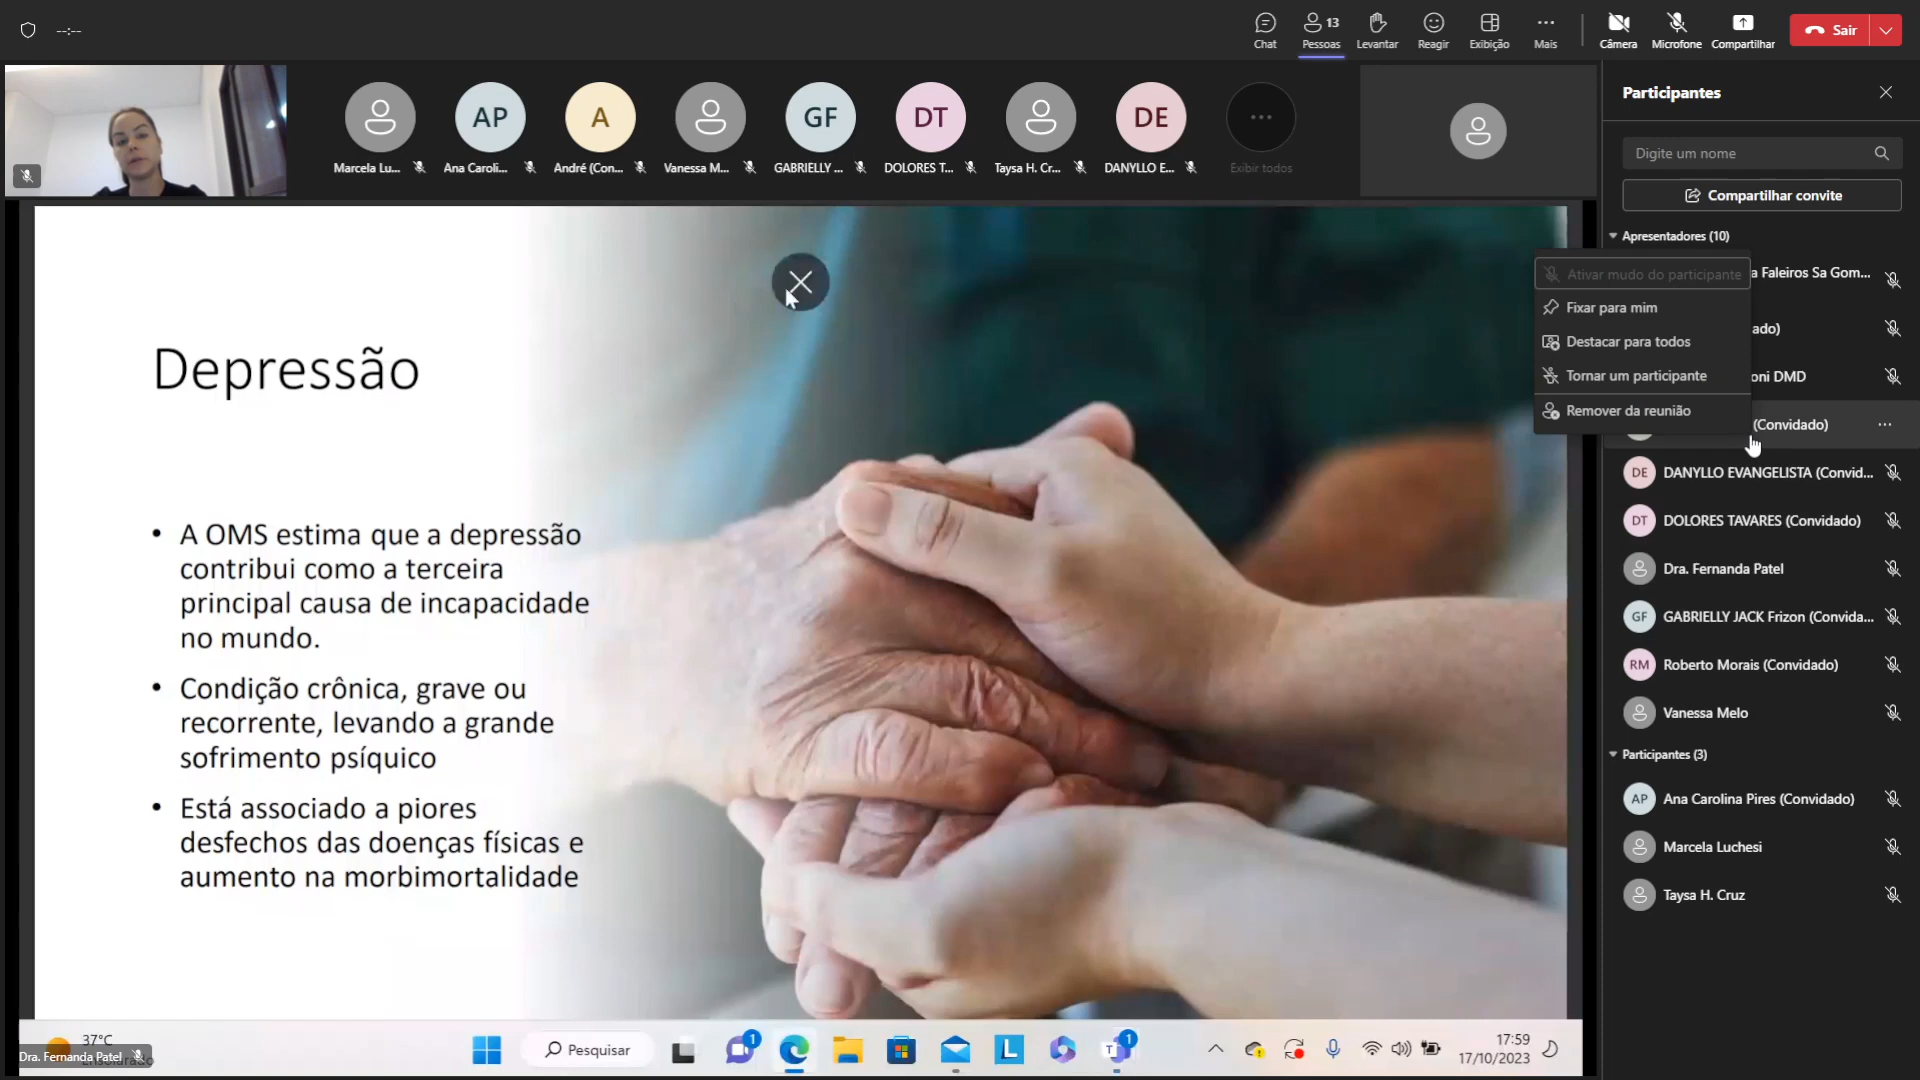 --:--
Chat
13
Pessoas
Levantar
Reagir
Exibição
Mais
Câmera
Microfone
Compartilhar
Sair
AP
A
GF
DT
DE
Marcela Lu...
Ana Caroli...
André (Con...
Vanessa M...
GABRIELLY ...
DOLORES T...
Taysa H. Cr...
DANYLLO E...
Exibir todos
Depressão
• A OMS estima que a depressão
contribui como a terceira
principal causa de incapacidade
no mundo.
• Condição crônica, grave ou
recorrente, levando a grande
sofrimento psíquico
• Está associado a piores
desfechos das doenças físicas e
aumento na morbimortalidade
Participantes
Digite um nome
Compartilhar convite
Apresentadores (10)
Ativar mudo do participante
Fixar para mim
Destacar para todos
Tornar um participante
Remover da reunião
a Faleiros Sa Gom...
ado)
oni DMD
(Convidado)
DE DANYLLO EVANGELISTA (Convid...
DT DOLORES TAVARES (Convidado)
Dra. Fernanda Patel
GF GABRIELLY JACK Frizon (Convida...
RM Roberto Morais (Convidado)
Vanessa Melo
Participantes (3)
AP Ana Carolina Pires (Convidado)
Marcela Luchesi
Taysa H. Cruz
37°C
Ensolarado
Dra. Fernanda Patel
Pesquisar
1
L
T
1
17:59
17/10/2023